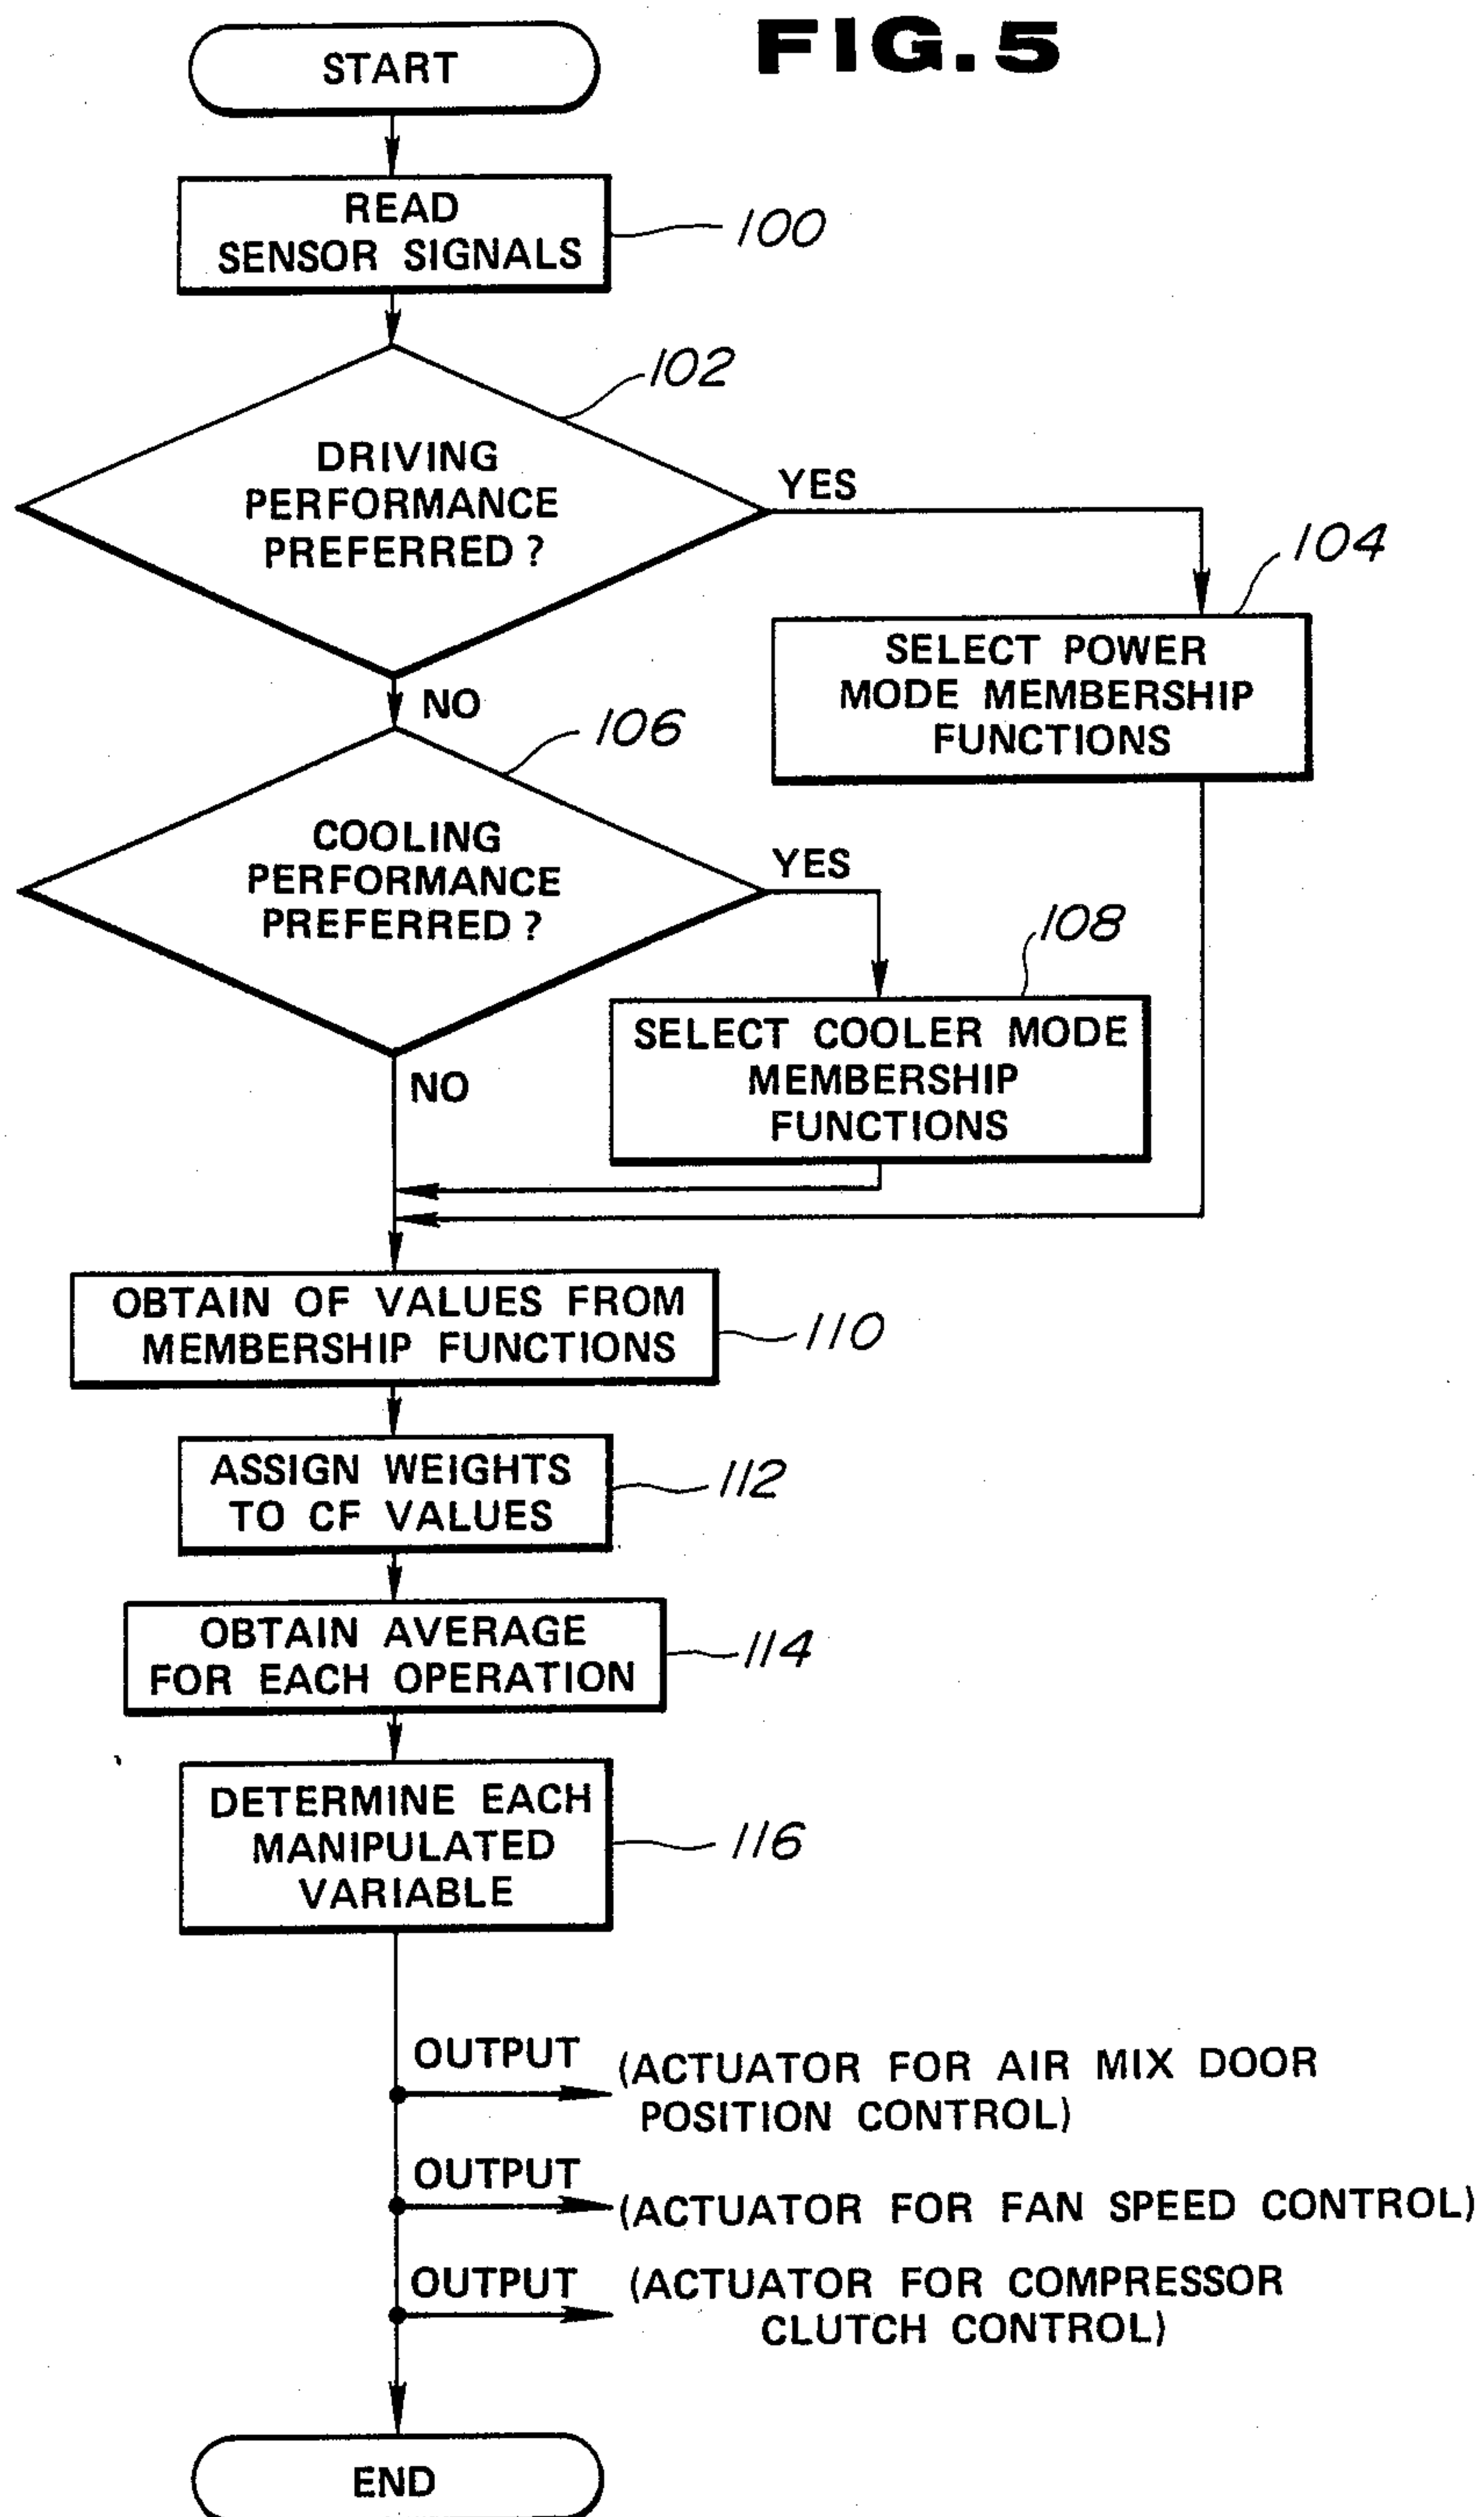 FIG.5
START
READ
SENSOR SIGNALS
100
102
DRIVING
PERFORMANCE
PREFERRED?
YES
104
SELECT POWER
MODE MEMBERSHIP
FUNCTIONS
NO
106
COOLING
PERFORMANCE
PREFERRED?
YES
108
SELECT COOLER MODE
MEMBERSHIP
FUNCTIONS
NO
OBTAIN OF VALUES FROM
MEMBERSHIP FUNCTIONS
110
ASSIGN WEIGHTS
TO CF VALUES
112
OBTAIN AVERAGE
FOR EACH OPERATION
114
DETERMINE EACH
MANIPULATED
VARIABLE
116
OUTPUT
(ACTUATOR FOR AIR MIX DOOR
POSITION CONTROL)
OUTPUT
(ACTUATOR FOR FAN SPEED CONTROL)
OUTPUT
(ACTUATOR FOR COMPRESSOR
CLUTCH CONTROL)
END